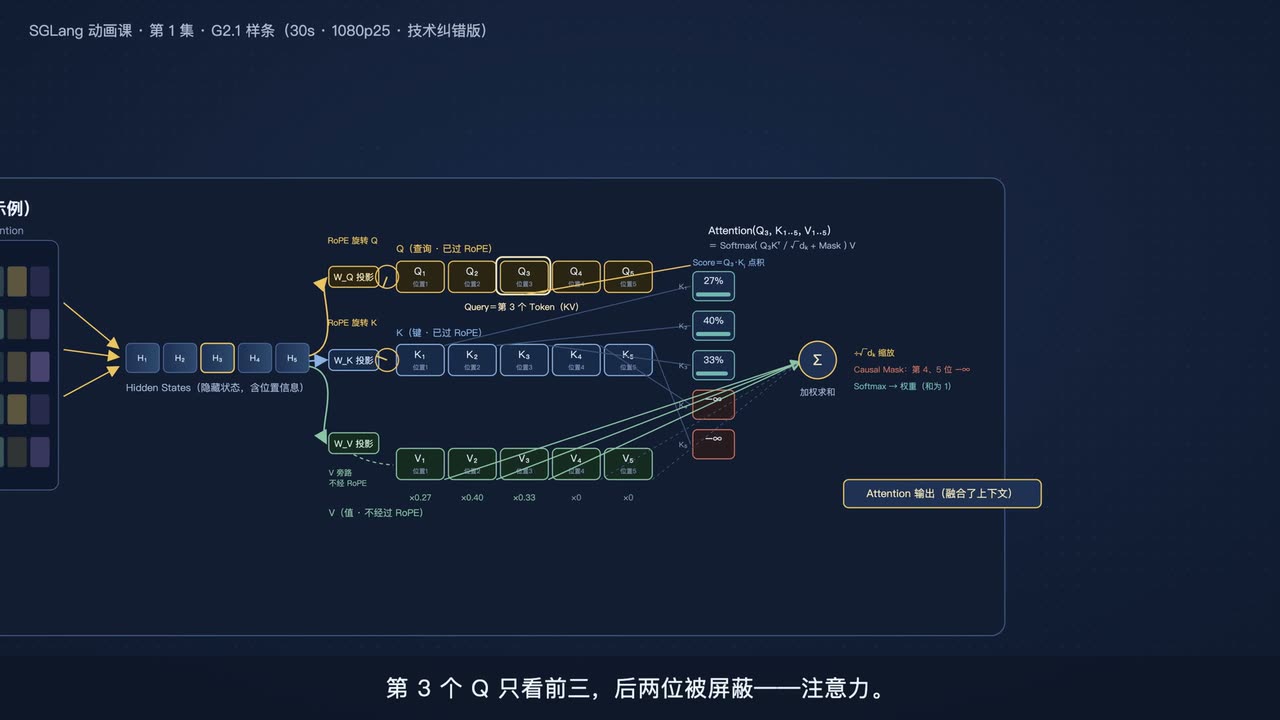 SGLang 动画课 · 第 1 集 · G2.1 样条（30s · 1080p25 · 技术纠错版）
示例）
ntion
RoPE 旋转 Q
Q（查询 · 已过 RoPE）
W_Q 投影
Q₁ Q₂ Q₃ Q₄ Q₅
位置1 位置2 位置3 位置4 位置5
Query＝第 3 个 Token（KV）
RoPE 旋转 K
K（键 · 已过 RoPE）
W_K 投影
K₁ K₂ K₃ K₄ K₅
位置1 位置2 位置3 位置4 位置5
H₁ H₂ H₃ H₄ H₅
Hidden States（隐藏状态，含位置信息）
W_V 投影
V₁ V₂ V₃ V₄ V₅
位置1 位置2 位置3 位置4 位置5
V 旁路
不经 RoPE
×0.27 ×0.40 ×0.33 ×0 ×0
V（值 · 不经过 RoPE）
Attention(Q₃, K₁..₅, V₁..₅)
＝ Softmax( Q₃Kᵀ / √dₖ + Mask ) V
Score＝Q₃·Kⱼ 点积
K₁ 27%
K₂ 40%
K₃ 33%
K₄ −∞
K₅ −∞
Σ
加权求和
÷√dₖ 缩放
Causal Mask：第 4、5 位 −∞
Softmax → 权重（和为 1）
Attention 输出（融合了上下文）
第 3 个 Q 只看前三，后两位被屏蔽——注意力。